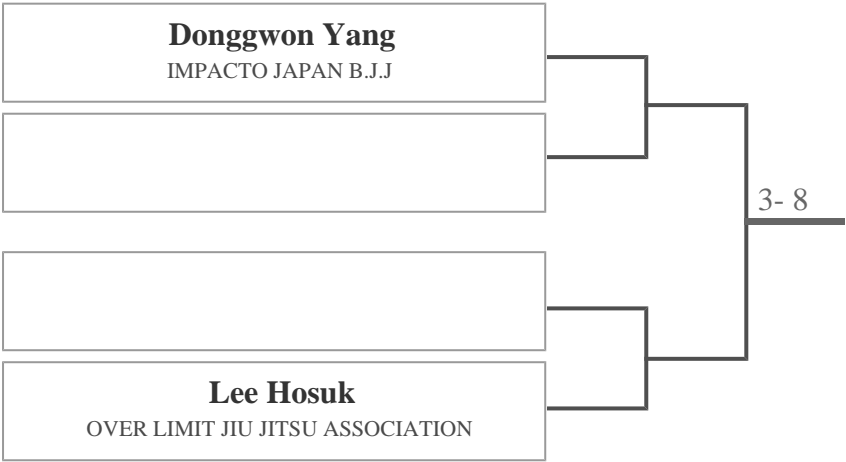 Donggwon Yang
IMPACTO JAPAN B.J.J
3- 8
Lee Hosuk
OVER LIMIT JIU JITSU ASSOCIATION